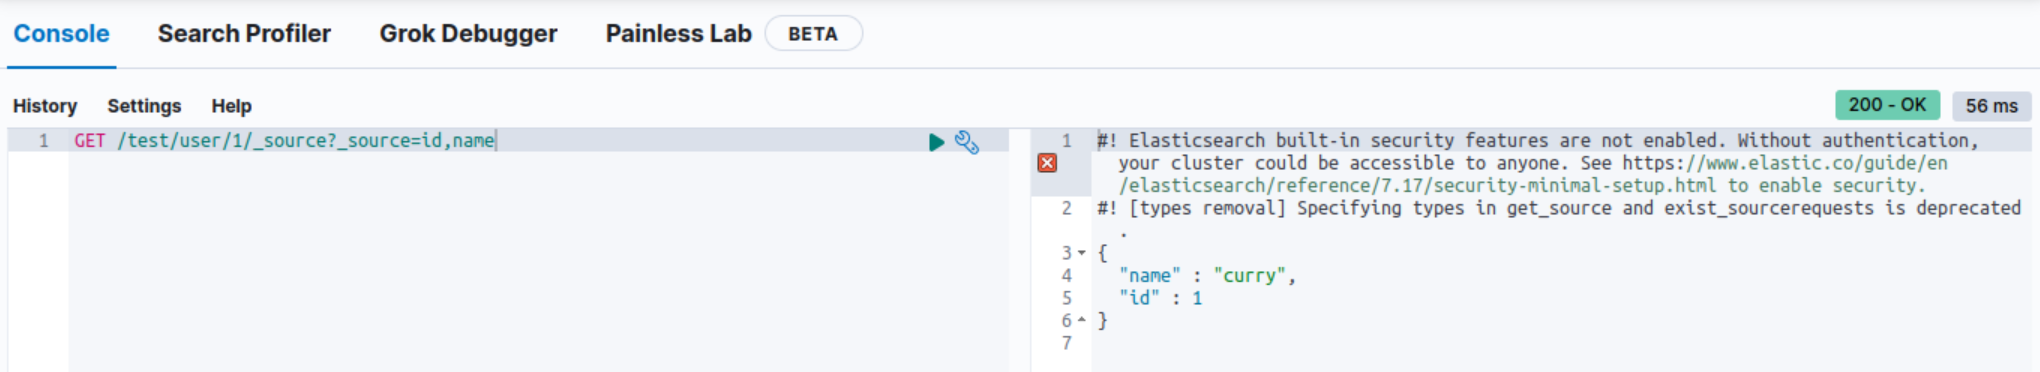 Console Search Profiler Grok Debugger Painless Lab BETA
History Settings Help 200 - OK 56 ms
1 GET /test/user/1/_source?_source=id,name
1 #! Elasticsearch built-in security features are not enabled. Without authentication,
your cluster could be accessible to anyone. See https://www.elastic.co/guide/en
/elasticsearch/reference/7.17/security-minimal-setup.html to enable security.
2 #! [types removal] Specifying types in get_source and exist_sourcerequests is deprecated
.
3 {
4 "name" : "curry",
5 "id" : 1
6 }
7